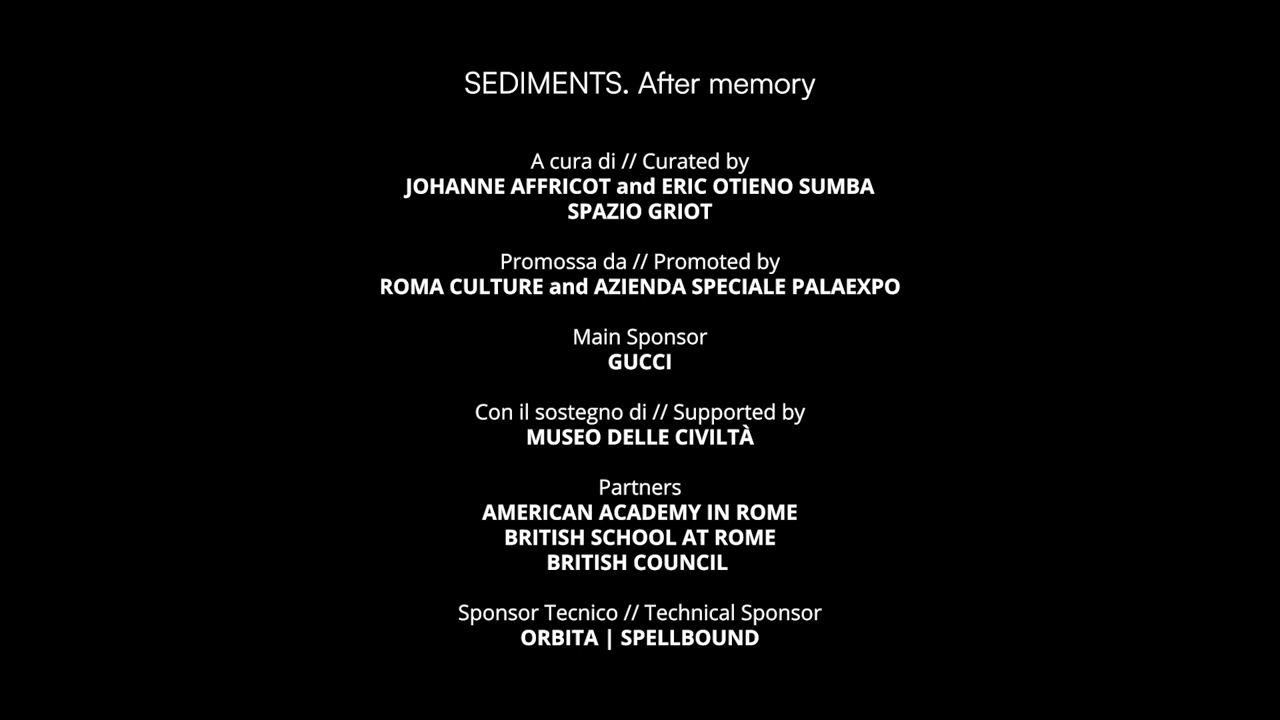 SEDIMENTS. After memory
A cura di // Curated by
JOHANNE AFFRICOT and ERIC OTIENO SUMBA
SPAZIO GRIOT
Promossa da // Promoted by
ROMA CULTURE and AZIENDA SPECIALE PALAEXPO
Main Sponsor
GUCCI
Con il sostegno di // Supported by
MUSEO DELLE CIVILTÀ
Partners
AMERICAN ACADEMY IN ROME
BRITISH SCHOOL AT ROME
BRITISH COUNCIL
Sponsor Tecnico // Technical Sponsor
ORBITA | SPELLBOUND